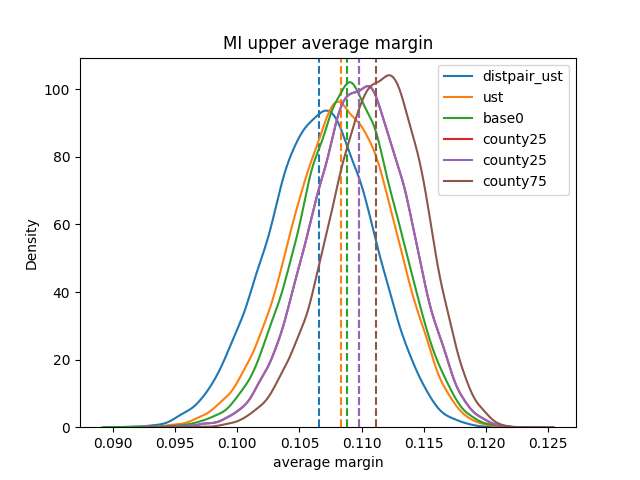 MI upper average margin
Density
100
80
60
40
20
0
distpair_ust
ust
base0
county25
county25
county75
0.090 0.095 0.100 0.105 0.110 0.115 0.120 0.125
average margin